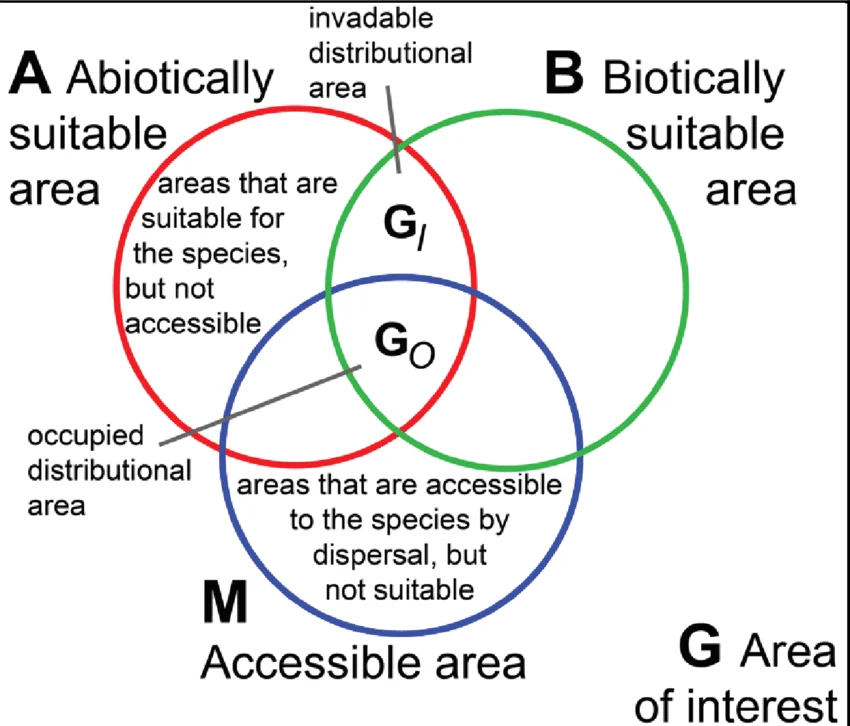 invadable
distributional
area
A Abiotically
suitable
area
B Biotically
suitable
area
areas that are
suitable for
the species,
but not
accessible
GI
GO
occupied
distributional
area
areas that are accessible
to the species by
dispersal, but
not suitable
M
Accessible area
G Area
of interest